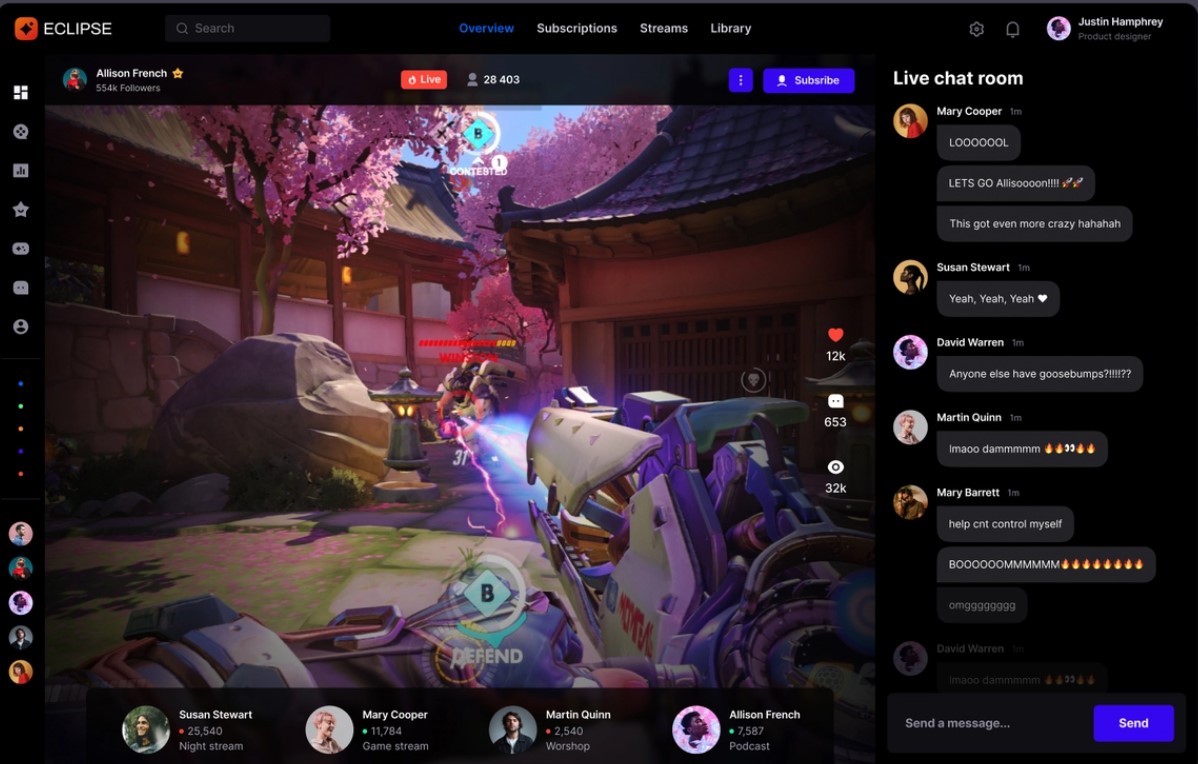 ECLIPSE
Search
Overview
Subscriptions
Streams
Library
Justin Hamphrey
Product designer
Allison French
554k Followers
Live
28 403
Subsribe
B
1
CONTESTED
WINSTON
31
12k
653
32k
B
DEFEND
Susan Stewart
25,540
Night stream
Mary Cooper
11,784
Game stream
Martin Quinn
2,540
Worshop
Allison French
7,587
Podcast
Live chat room
Mary Cooper 1m
LOOOOOOL
LETS GO Allisoooon!!!! 🚀🚀
This got even more crazy hahahah
Susan Stewart 1m
Yeah, Yeah, Yeah ♥
David Warren 1m
Anyone else have goosebumps?!!!!??
Martin Quinn 1m
lmaoo dammmmm 🔥🔥👀🔥🔥
Mary Barrett 1m
help cnt control myself
BOOOOOOMMMMMM🔥🔥🔥🔥🔥🔥🔥🔥
omgggggggg
David Warren 1m
lmaoo dammmmm 🔥🔥👀🔥🔥
Send a message...
Send